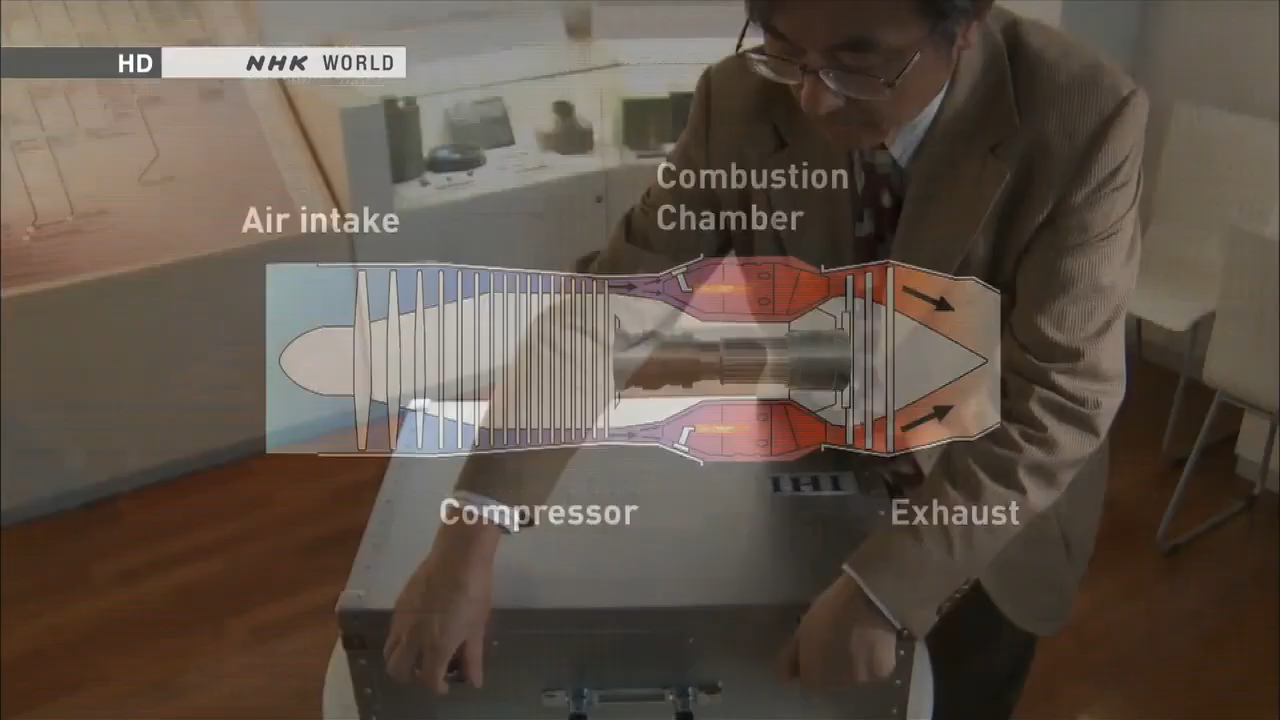 HD
NHK WORLD
Combustion
Chamber
Air intake
IHI
Compressor
Exhaust